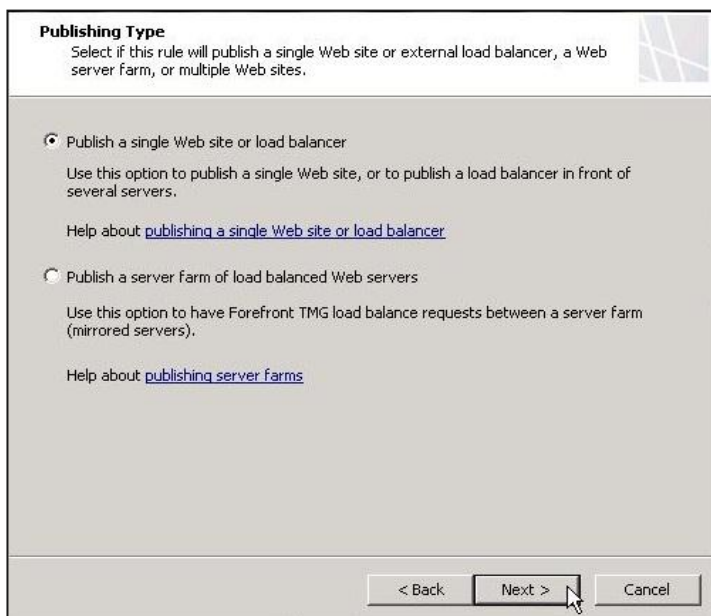 Publishing Type
Select if this rule will publish a single Web site or external load balancer, a Web
server farm, or multiple Web sites.
Publish a single Web site or load balancer
Use this option to publish a single Web site, or to publish a load balancer in front of
several servers.
Help about publishing a single Web site or load balancer
Publish a server farm of load balanced Web servers
Use this option to have Forefront TMG load balance requests between a server farm
(mirrored servers).
Help about publishing server farms
< Back
Next >
Cancel